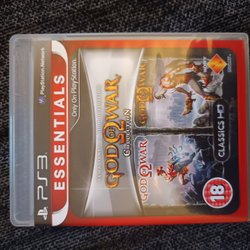 PlayStation Network
Only On PlayStation.
PS3
ESSENTIALS
GOD OF WAR
COLLECTION
GOD OF WAR
GOD OF WAR
CLASSICS HD
18